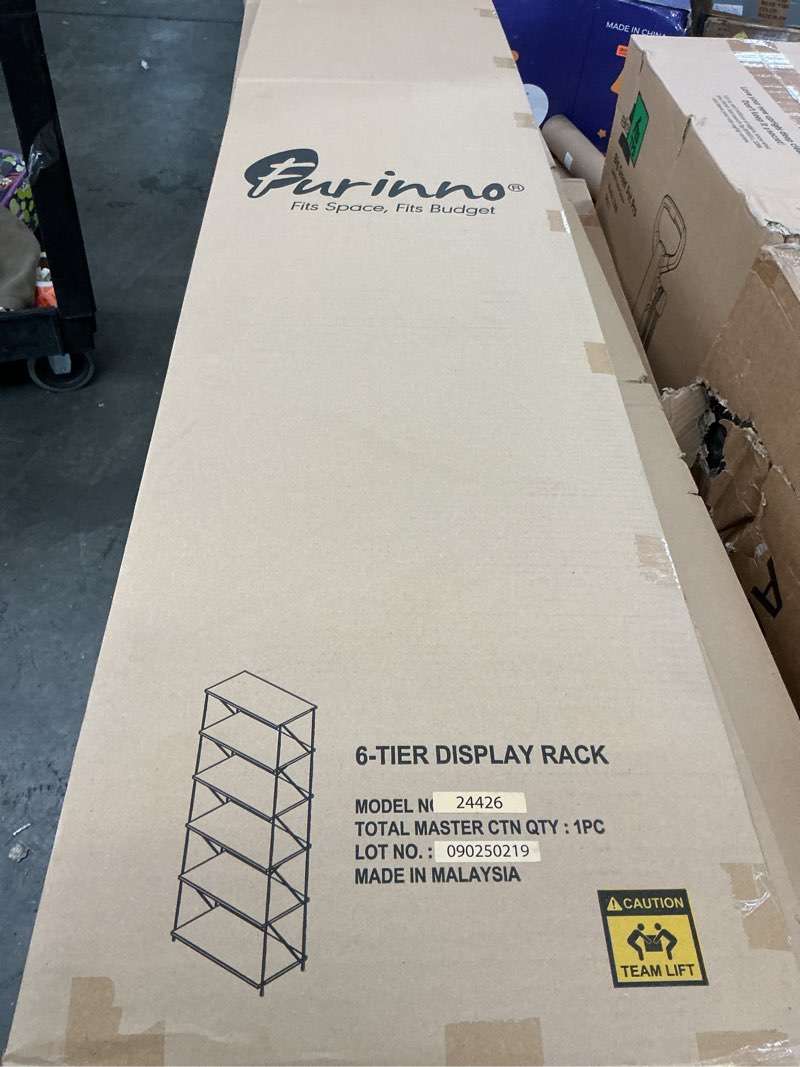 Furinno®
Fits Space, Fits Budget
6-TIER DISPLAY RACK
MODEL NO 24426
TOTAL MASTER CTN QTY : 1PC
LOT NO. : 090250219
MADE IN MALAYSIA
CAUTION
TEAM LIFT
MADE IN CHINA
A